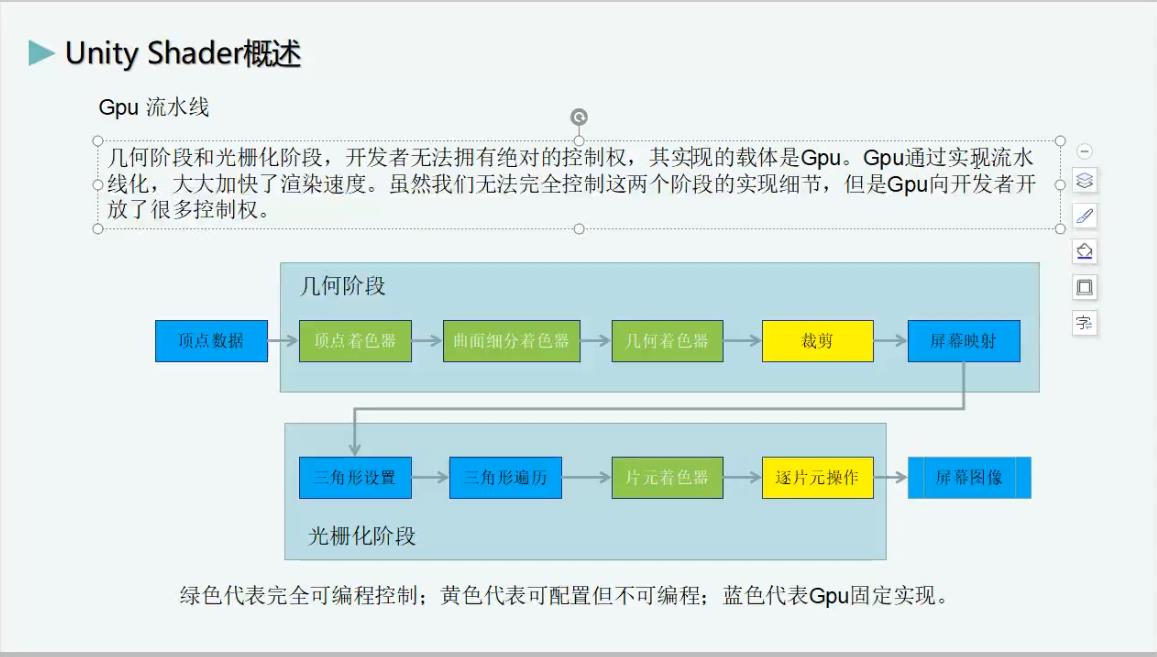 Unity Shader概述
Gpu 流水线
几何阶段和光栅化阶段，开发者无法拥有绝对的控制权，其实现的载体是Gpu。Gpu通过实现流水
线化，大大加快了渲染速度。虽然我们无法完全控制这两个阶段的实现细节，但是Gpu向开发者开
放了很多控制权。
几何阶段
顶点数据
顶点着色器
曲面细分着色器
几何着色器
裁剪
屏幕映射
三角形设置
三角形遍历
片元着色器
逐片元操作
屏幕图像
光栅化阶段
绿色代表完全可编程控制；黄色代表可配置但不可编程；蓝色代表Gpu固定实现。
字